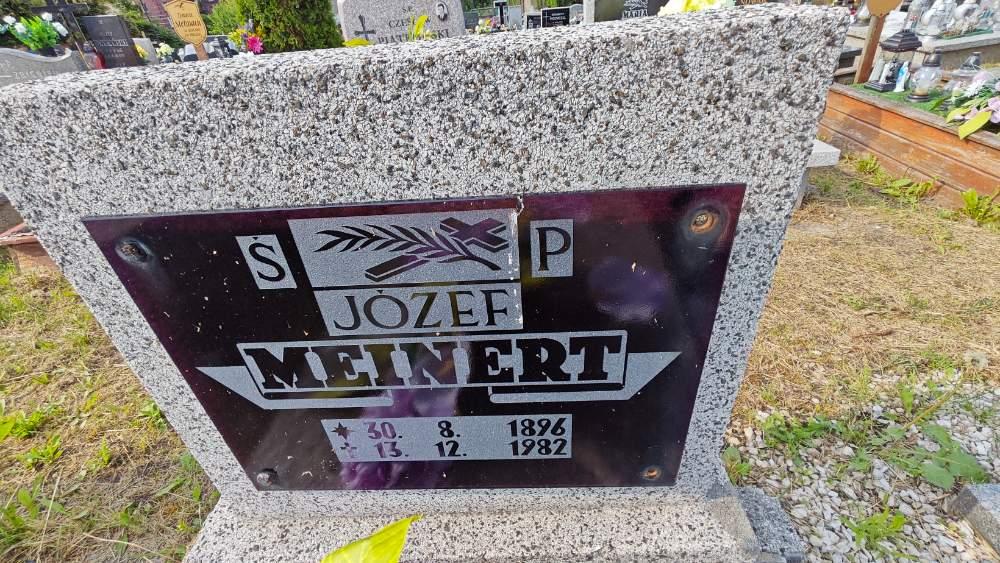 Ś P
JÓZEF
MEINERT
★ 30. 8. 1896
✝ 13. 12. 1982